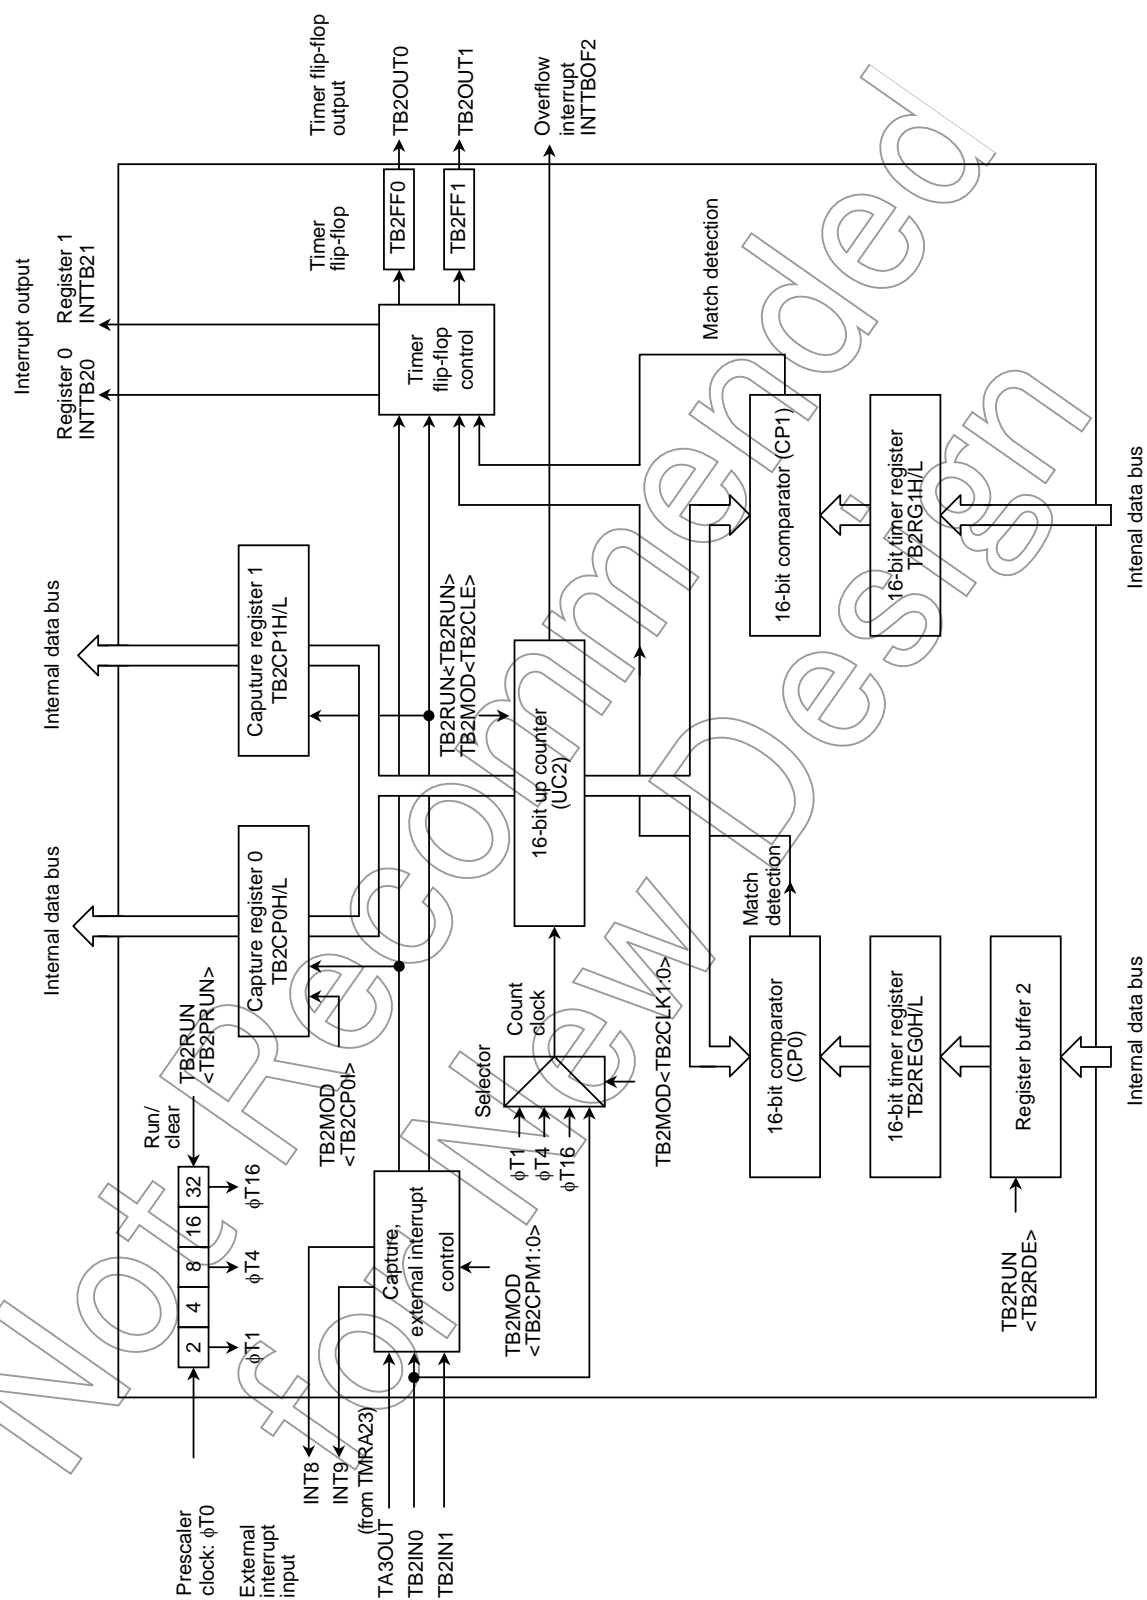 Prescaler
clock: φT0
2
4
8
16
32
φT1
φT4
φT16
Run/
clear
TB2RUN
<TB2PRUN>
External
interrupt
input
INT8
INT9
(from TMRA23)
TA3OUT
TB2IN0
TB2IN1
Capture,
external interrupt
control
TB2MOD
<TB2CPM1:0>
TB2MOD
<TB2CP0I>
Internal data bus
Capture register 0
TB2CP0H/L
Internal data bus
Caputure register 1
TB2CP1H/L
Interrupt output
Register 0
INTTB20
Register 1
INTTB21
Selector
φT1
φT4
φT16
Count
clock
TB2MOD<TB2CLK1:0>
16-bit up counter
(UC2)
TB2RUN<TB2RUN>
TB2MOD<TB2CLE>
Timer
flip-flop
control
Timer
flip-flop
TB2FF0
TB2FF1
Timer flip-flop
output
TB2OUT0
TB2OUT1
Overflow
interrupt
INTTBOF2
Match
detection
Match detection
16-bit comparator
(CP0)
16-bit comparator (CP1)
16-bit timer register
TB2REG0H/L
16-bit timer register
TB2RG1H/L
Register buffer 2
TB2RUN
<TB2RDE>
Internal data bus
Intenal data bus
Not Recommended
for New Design